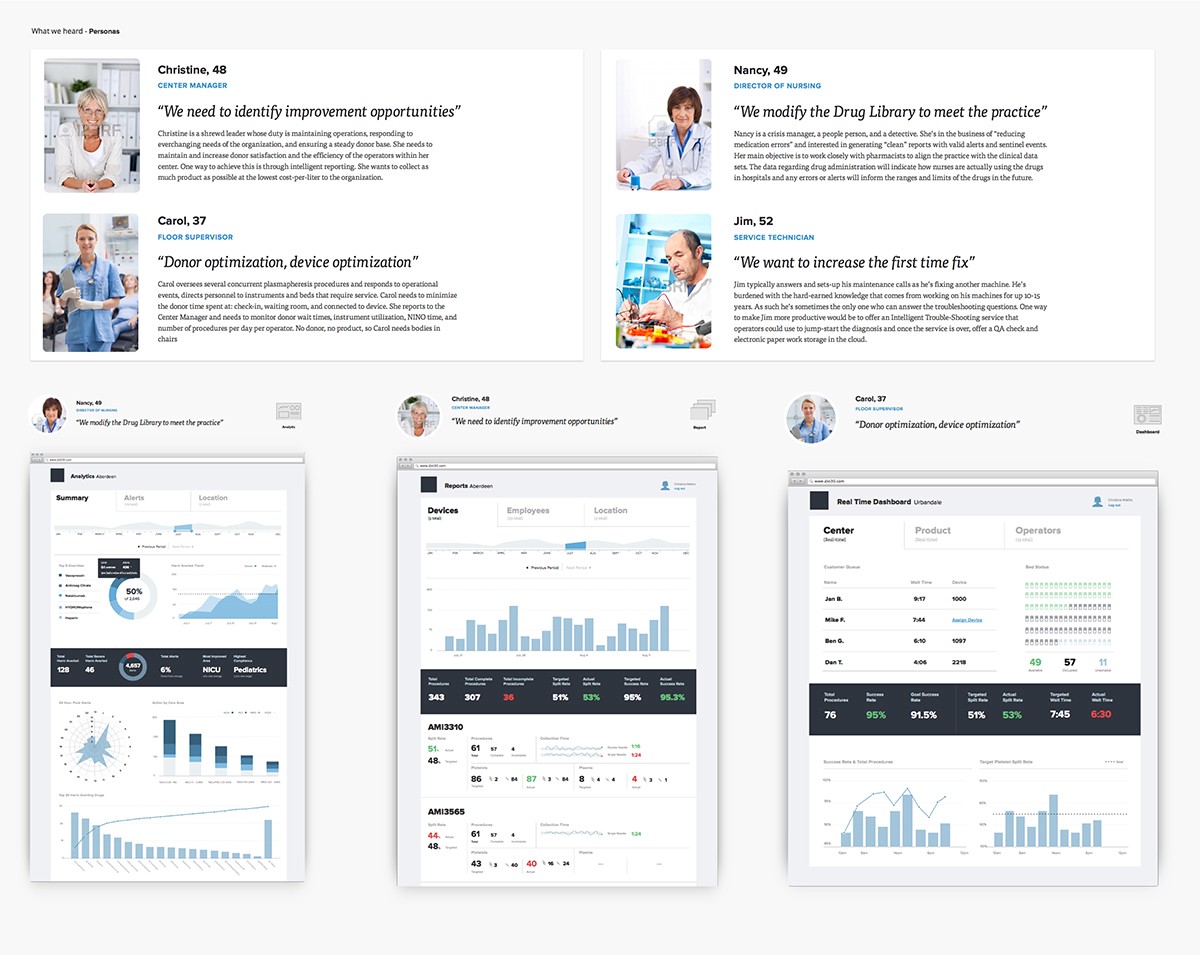 What we heard - Personas
Christine, 48
CENTER MANAGER
“We need to identify improvement opportunities”
Christine is a shrewd leader whose duty is maintaining operations, responding to
everchanging needs of the organization, and ensuring a steady donor base. She needs to
maintain and increase donor satisfaction and the efficiency of the operators within her
center. One way to achieve this is through intelligent reporting. She wants to collect as
much product as possible at the lowest cost-per-liter to the organization.
Carol, 37
FLOOR SUPERVISOR
“Donor optimization, device optimization”
Carol oversees several concurrent plasmapheresis procedures and responds to operational
events, directs personnel to instruments and beds that require service. Carol needs to minimize
the donor time spent at: check-in, waiting room, and connected to device. She reports to the
Center Manager and needs to monitor donor wait times, instrument utilization, NINO time, and
number of procedures per day per operator. No donor, no product, so Carol needs bodies in
chairs
Nancy, 49
DIRECTOR OF NURSING
“We modify the Drug Library to meet the practice”
Nancy is a crisis manager, a people person, and a detective. She’s in the business of “reducing
medication errors” and interested in generating “clean” reports with valid alerts and sentinel events.
Her main objective is to work closely with pharmacists to align the practice with the clinical data
sets. The data regarding drug administration will indicate how nurses are actually using the drugs
in hospitals and any errors or alerts will inform the ranges and limits of the drugs in the future.
Jim, 52
SERVICE TECHNICIAN
“We want to increase the first time fix”
Jim typically answers and sets-up his maintenance calls as he’s fixing another machine. He’s
burdened with the hard-earned knowledge that comes from working on his machines for up 10-15
years. As such he’s sometimes the only one who can answer the troubleshooting questions. One way
to make Jim more productive would be to offer an Intelligent Trouble-Shooting service that
operators could use to jump-start the diagnosis and once the service is over, offer a QA check and
electronic paper work storage in the cloud.
Nancy, 49
DIRECTOR OF NURSING
“We modify the Drug Library to meet the practice”
Analytic
Analytics Aberdeen
Summary Alerts Location
Previous Period
50%
of 2,646
Total Alerts
128 46 4,657 6% NICU Pediatrics
Christine, 48
CENTER MANAGER
“We need to identify improvement opportunities”
Report
Reports Aberdeen
Log out
Devices Employees Location
Previous Period Next Period
Total Procedures Total Complete Procedures Total Incomplete Procedures Targeted Split Rate Actual Split Rate Targeted Success Rate Actual Success Rate
343 307 36 51% 53% 95% 95.3%
AMI3310
Split Rate Procedures Collection Time
51% 61 57 4 1:16
48% 1:24
Platelets Plasma
86 2 84 87 3 84 8 4 4 4 3 1
AMI3565
Split Rate Procedures Collection Time
44% 61 57 4 1:24
48%
Platelets Plasma
43 3 40 40 16 24
Carol, 37
FLOOR SUPERVISOR
“Donor optimization, device optimization”
Dashboard
Real Time Dashboard Urbandale
Log out
Center Product Operators
(Real-time)
Customer Queue Bed Status
Name Wait Time Device
Jan B. 9:17 1000
Mike F. 7:44 Assign Device
Ben G. 6:10 1097
Dan T. 4:06 2218
49 57 11
Available Occupied
Total Procedures Success Rate Goal Success Rate Targeted Split Rate Actual Split Rate Targeted Wait Time Actual Wait Time
76 95% 91.5% 51% 53% 7:45 6:30
Success Rate & Total Procedures Target Platelet Split Rate